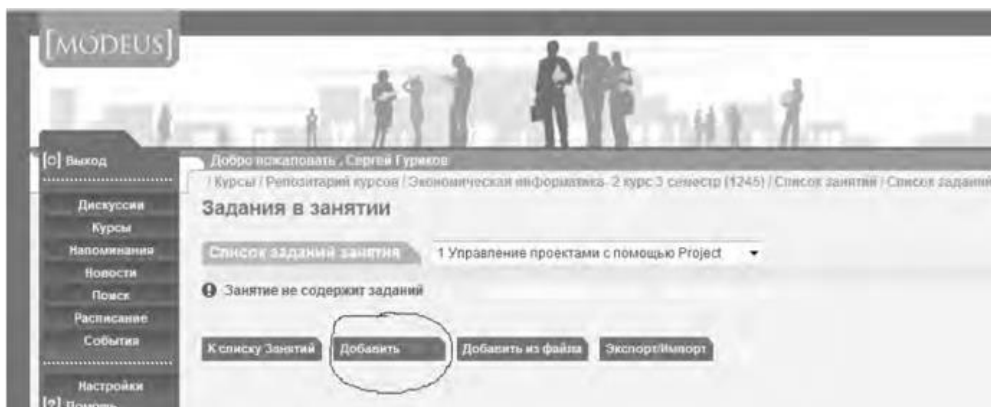 [MÓDEUS]
[O] Выход
Добро пожаловать , Сергей Гуриков
/ Курсы / Репозитарий курсов / Экономическая информатика- 2 курс 3 семестр (1245) / Список занятий / Список заданий
Дискуссии
Курсы
Напоминания
Новости
Поиск
Расписание
События
Настройки
[?] Помощь
Задания в занятии
Список заданий занятия 1 Управление проектами с помощью Project
Занятие не содержит заданий
К списку Занятий Добавить Добавить из файла Экспорт/Импорт